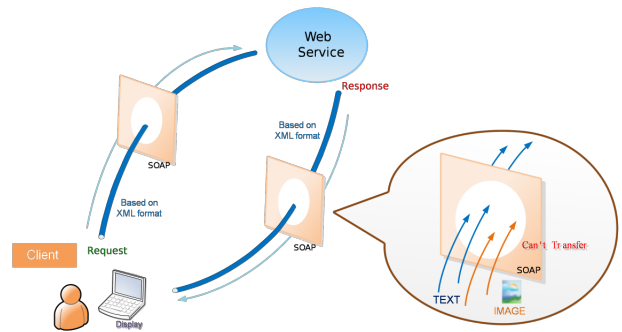 Web
Service
Response
SOAP
Based on
XML format
Based on
XML format
SOAP
Client
Request
Display
Can't Transfer
SOAP
TEXT
IMAGE